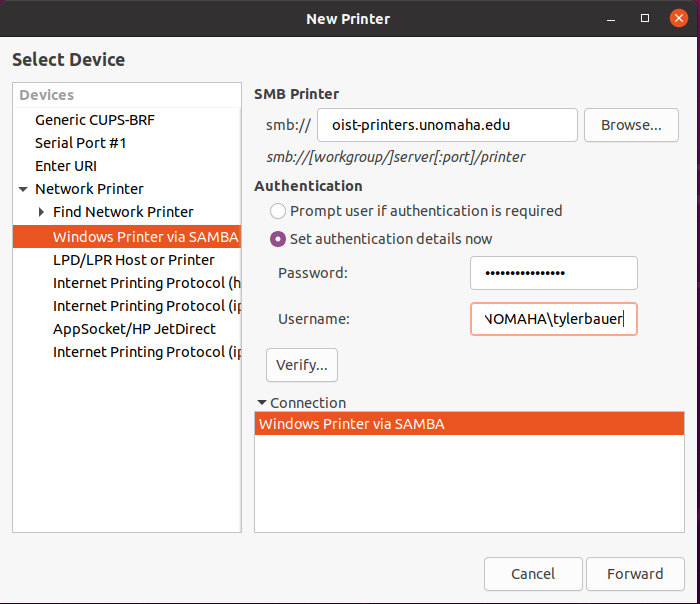 New Printer
Select Device
Devices
Generic CUPS-BRF
Serial Port #1
Enter URI
Network Printer
Find Network Printer
Windows Printer via SAMBA
LPD/LPR Host or Printer
Internet Printing Protocol (h
Internet Printing Protocol (ip
AppSocket/HP JetDirect
Internet Printing Protocol (ip
SMB Printer
smb:// oist-printers.unomaha.edu Browse...
smb://[workgroup/]server[:port]/printer
Authentication
Prompt user if authentication is required
Set authentication details now
Password: ••••••••••••••••
Username: NOMAHA\tylerbauer
Verify...
Connection
Windows Printer via SAMBA
Cancel Forward